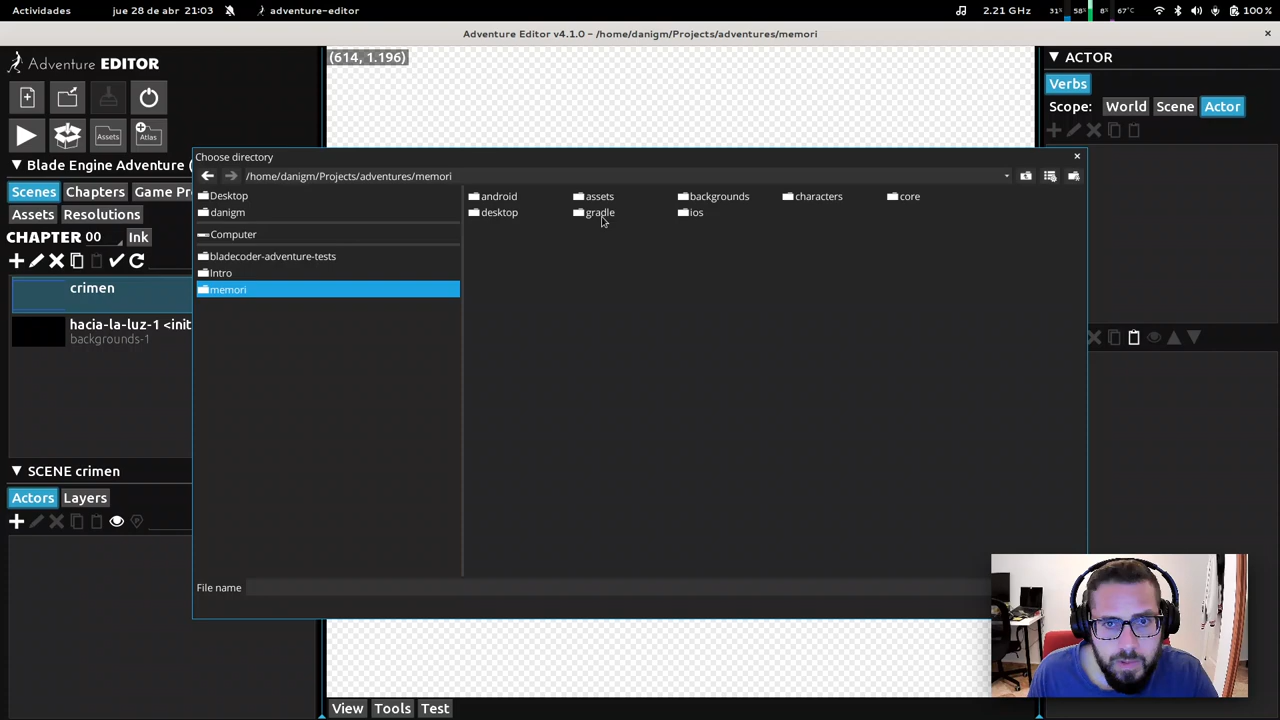 Actividades jue 28 de abr 21:03 adventure-editor 31% 58% 8% 67°C 2.21 GHz 100 %
Adventure Editor v4.1.0 – /home/danigm/Projects/adventures/memori ×
Adventure EDITOR
(614, 1.196)
▼ ACTOR
Verbs
Scope: World Scene Actor
Assets Atlas
▼ Blade Engine Adventure (
Scenes Chapters Game Pr
Assets Resolutions
CHAPTER 00 Ink
crimen
hacia-la-luz-1 <init
backgrounds-1
▼ SCENE crimen
Actors Layers
Choose directory ×
/home/danigm/Projects/adventures/memori
Desktop
danigm
Computer
bladecoder-adventure-tests
Intro
memori
android assets backgrounds characters core
desktop gradle ios
File name
View Tools Test